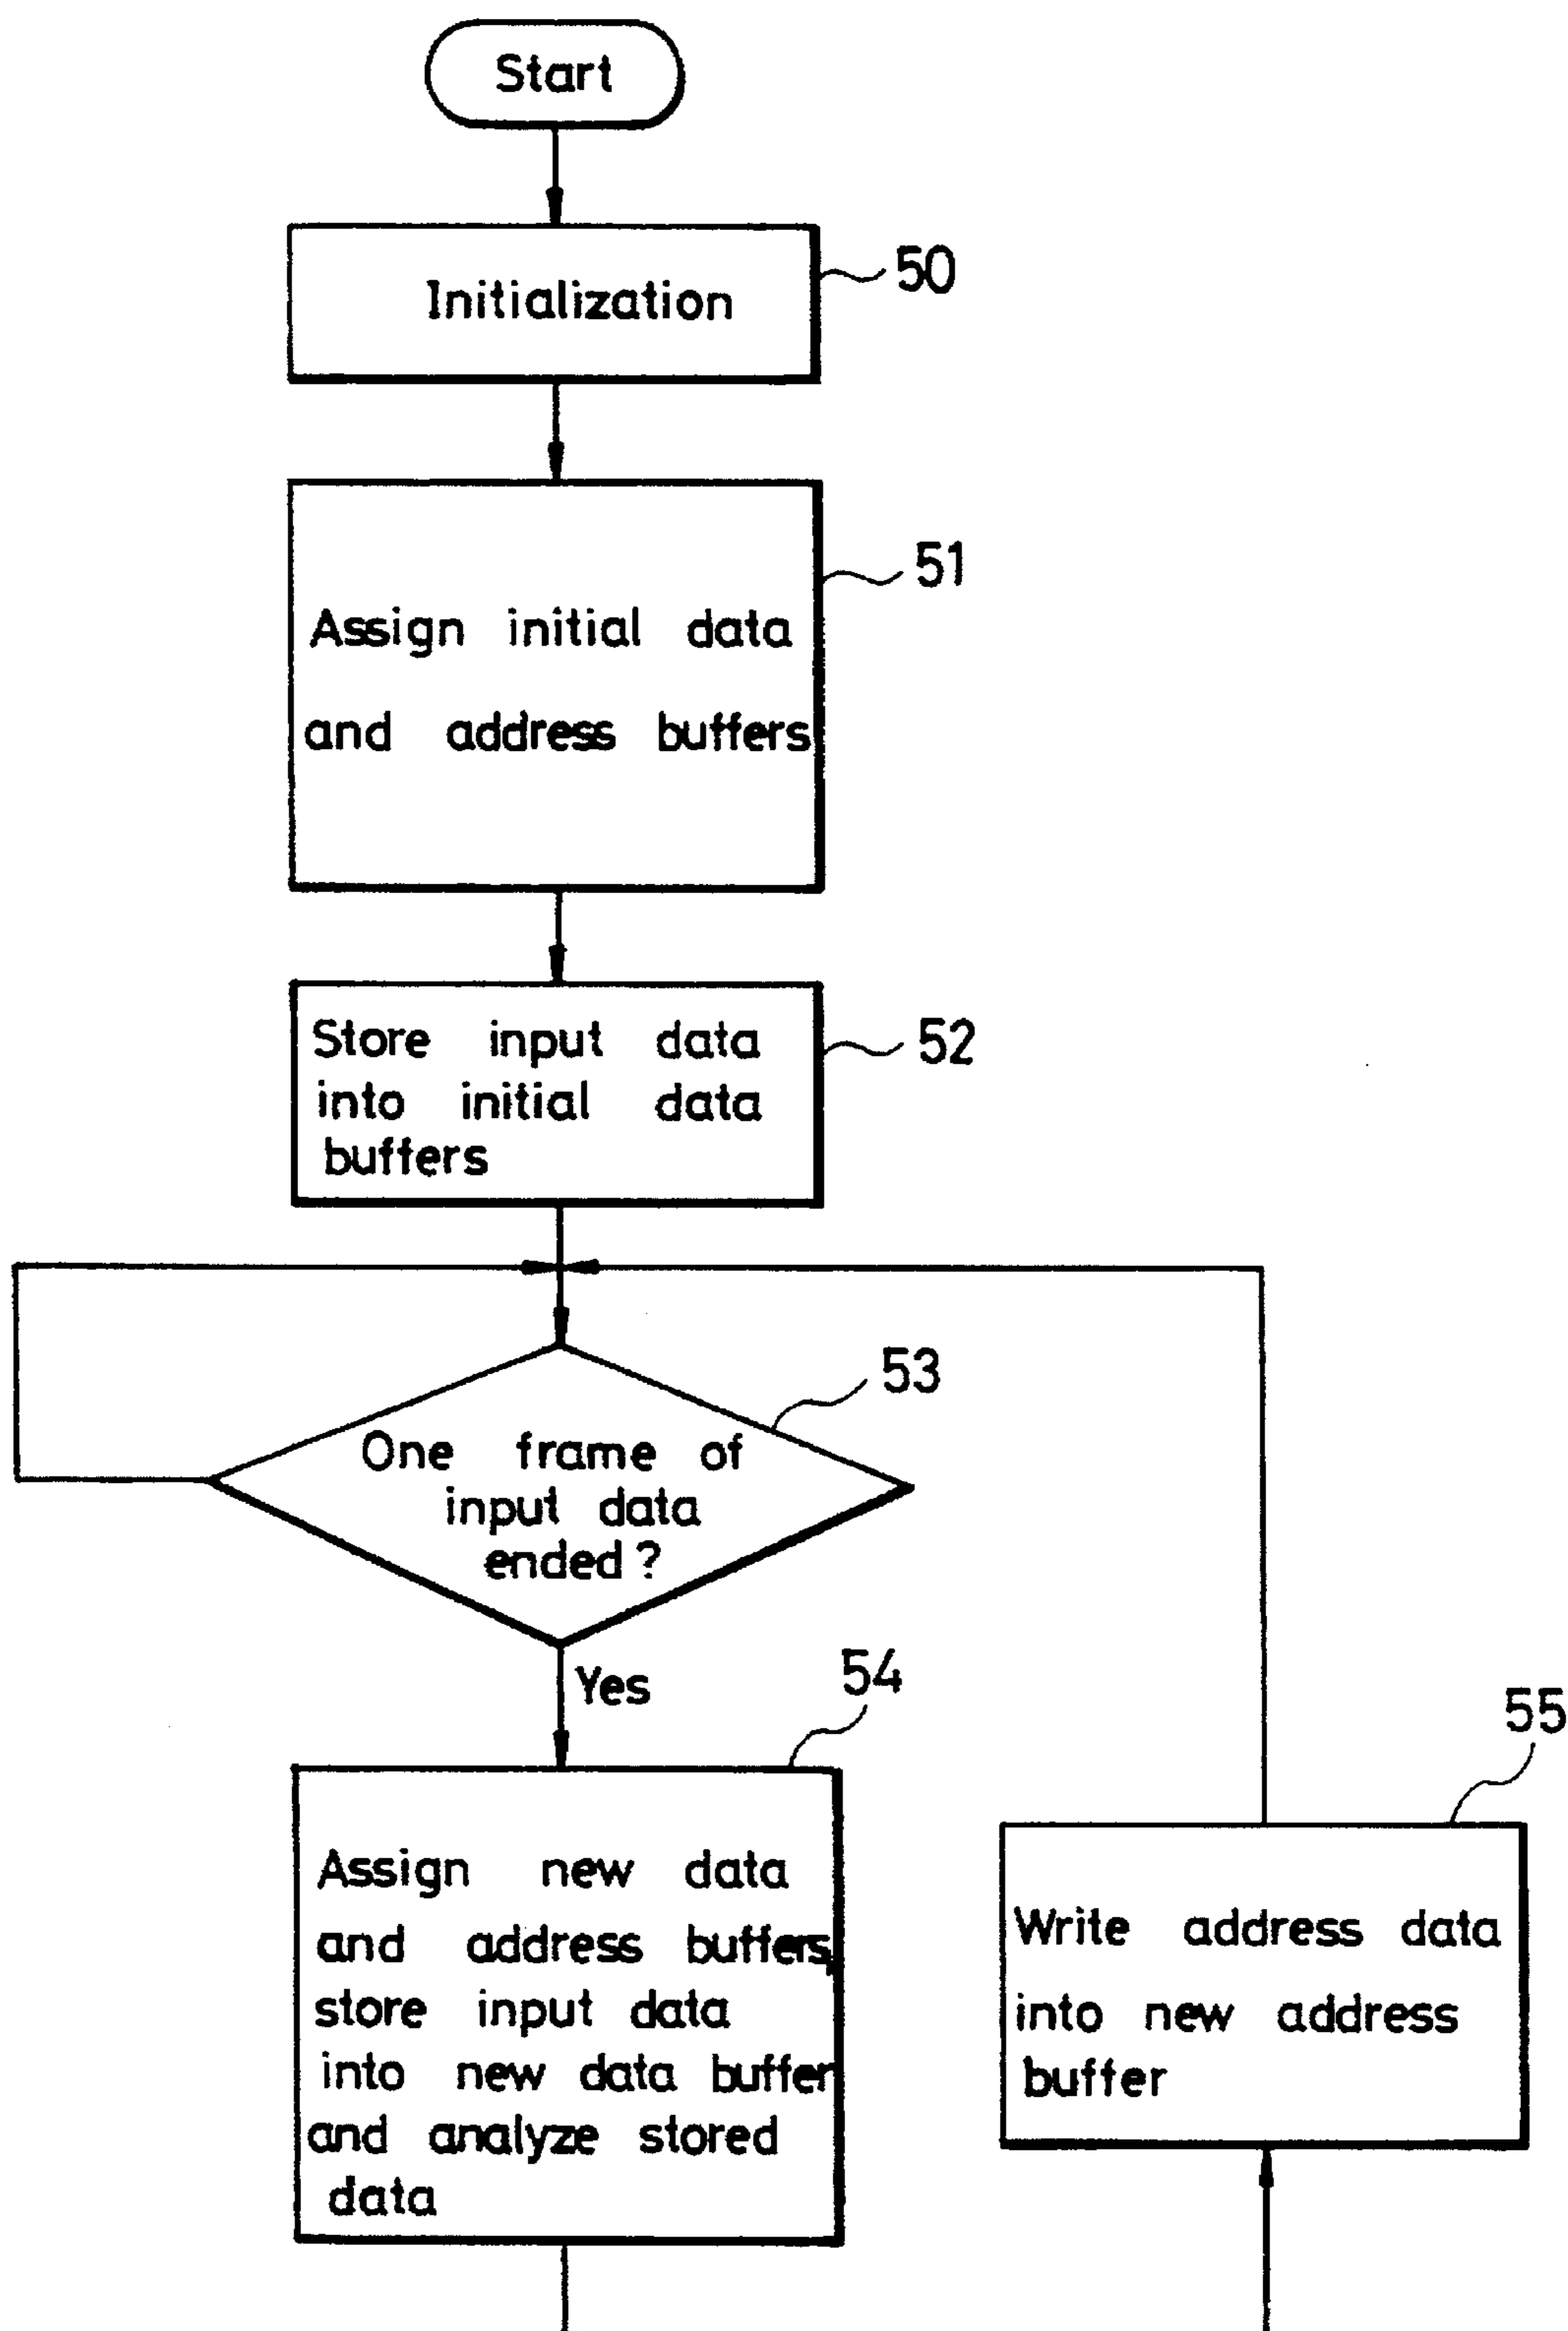 Start
Initialization
50
Assign initial data
and address buffers
51
Store input data
into initial data
buffers
52
One frame of
input data
ended?
53
Yes
54
Assign new data
and address buffers,
store input data
into new data buffer
and analyze stored
data
55
Write address data
into new address
buffer